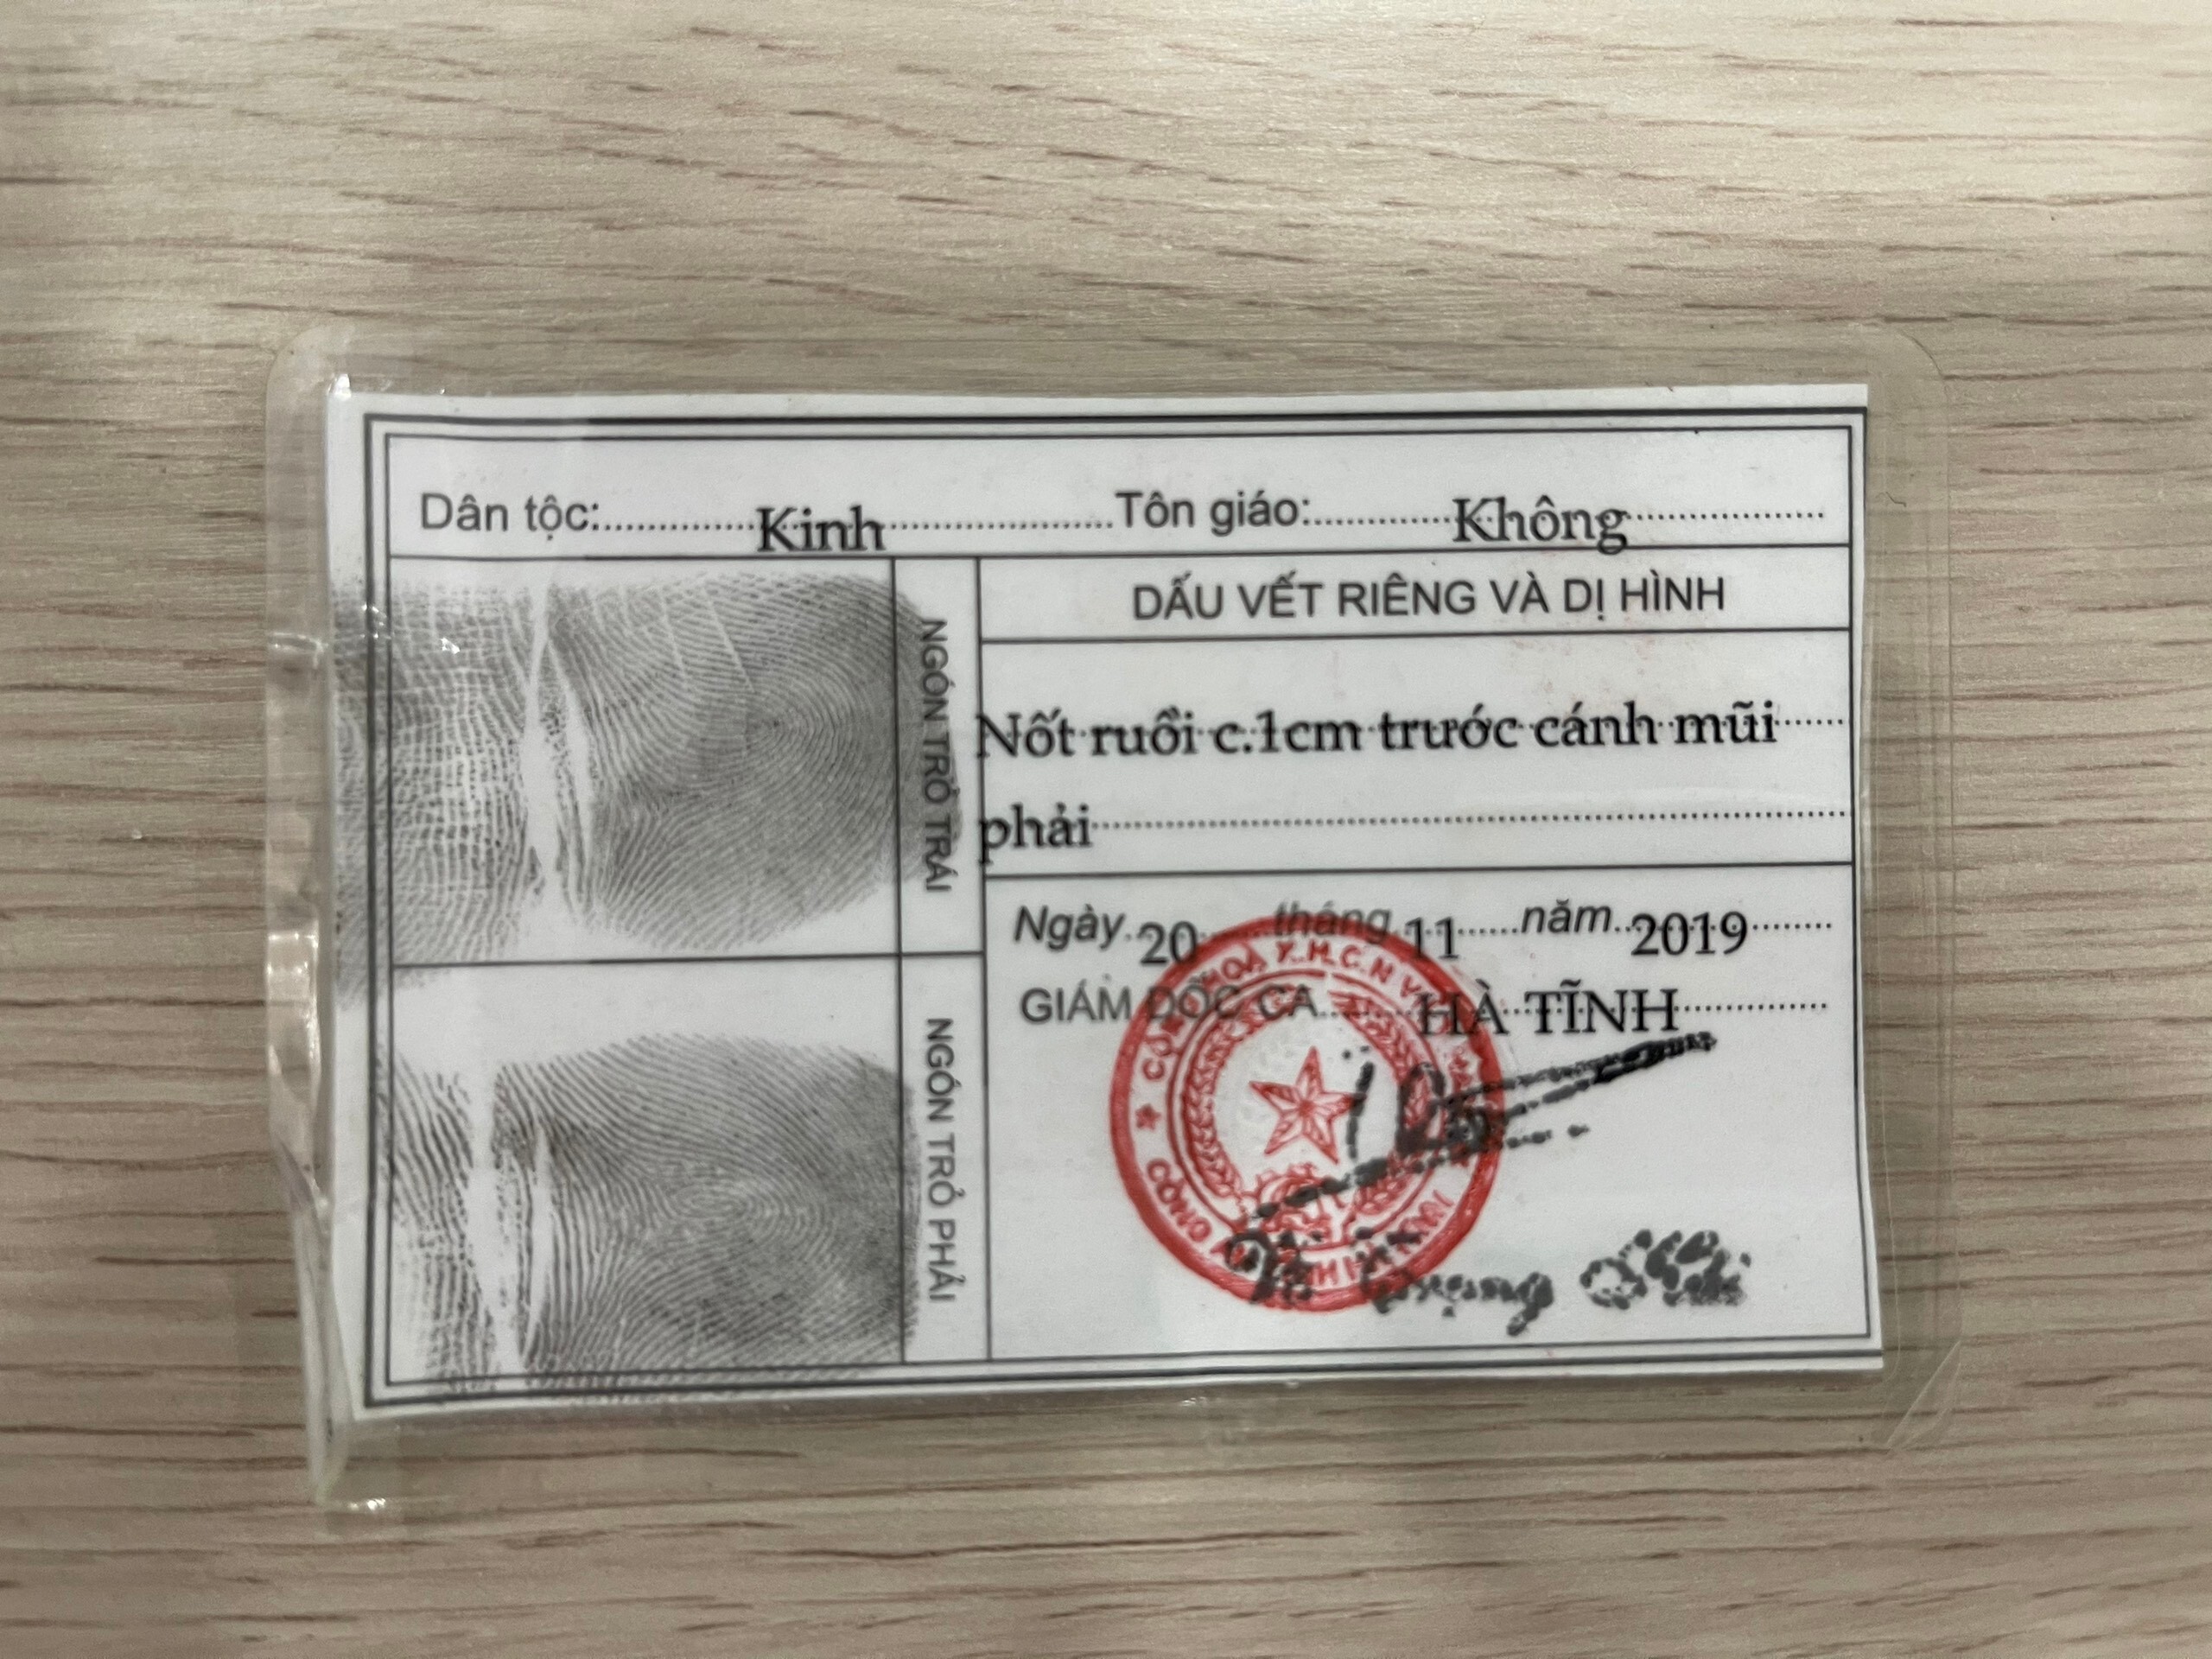 Dân tộc: Kinh Tôn giáo: Không
NGÓN TRỎ TRÁI
DẤU VẾT RIÊNG VÀ DỊ HÌNH
Nốt ruồi c.1cm trước cánh mũi
phải
NGÓN TRỎ PHẢI
Ngày 20 tháng 11 năm 2019
GIÁM ĐỐC CA HÀ TĨNH